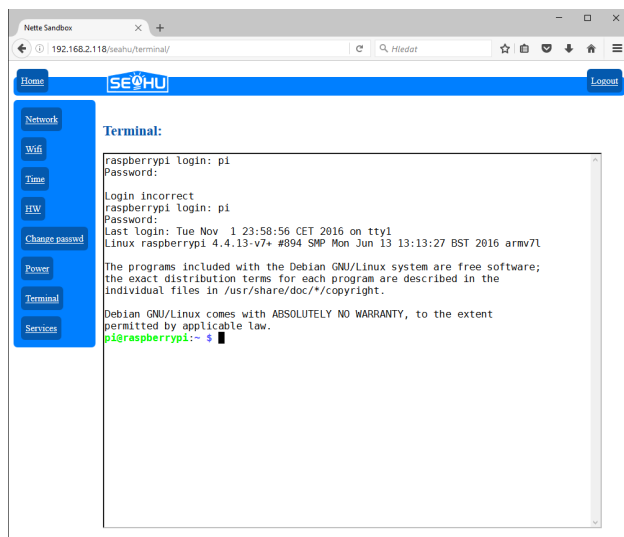 Nette Sandbox
192.168.2.118/seahu/terminal/
Hledat
Home
SEAHU
Logout
Network
Wifi
Time
HW
Change passwd
Power
Terminal
Services
Terminal:
raspberrypi login: pi
Password:
Login incorrect
raspberrypi login: pi
Password:
Last login: Tue Nov  1 23:58:56 CET 2016 on tty1
Linux raspberrypi 4.4.13-v7+ #894 SMP Mon Jun 13 13:13:27 BST 2016 armv7l
The programs included with the Debian GNU/Linux system are free software;
the exact distribution terms for each program are described in the
individual files in /usr/share/doc/*/copyright.
Debian GNU/Linux comes with ABSOLUTELY NO WARRANTY, to the extent
permitted by applicable law.
pi@raspberrypi:~ $